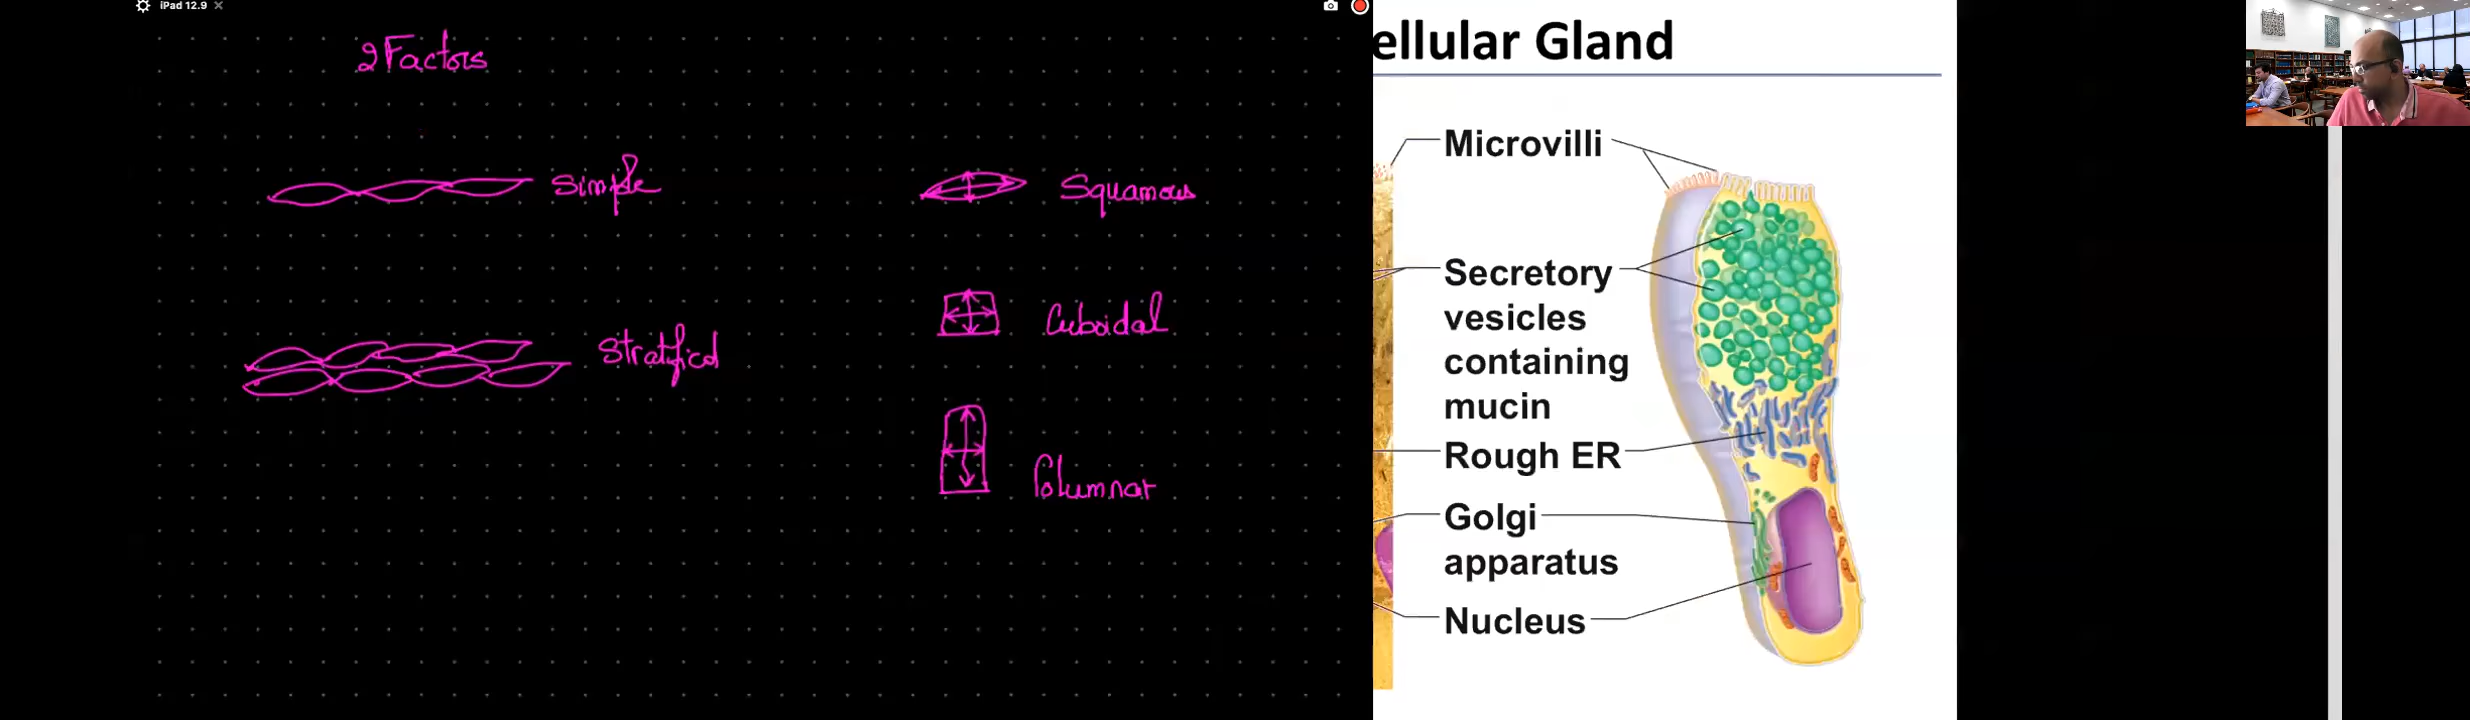 iPad 12.9
2 Factors
Simple
Stratified
Squamous
Cuboidal
Columnar
ellular Gland
Microvilli
Secretory
vesicles
containing
mucin
Rough ER
Golgi
apparatus
Nucleus